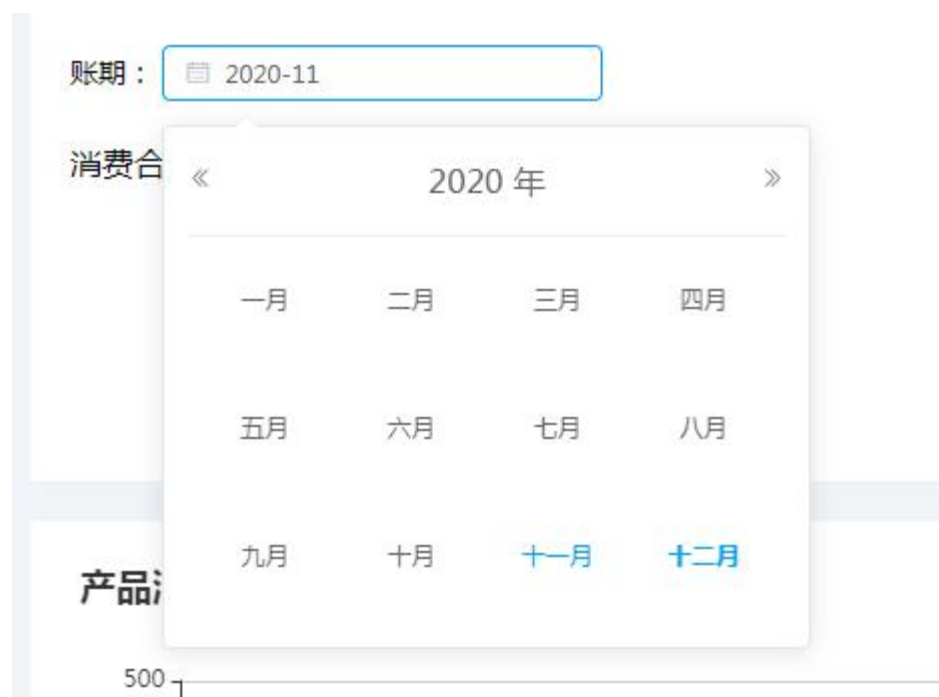 账期： 2020-11
消费合
2020 年
一月 二月 三月 四月
五月 六月 七月 八月
九月 十月 十一月 十二月
产品
500